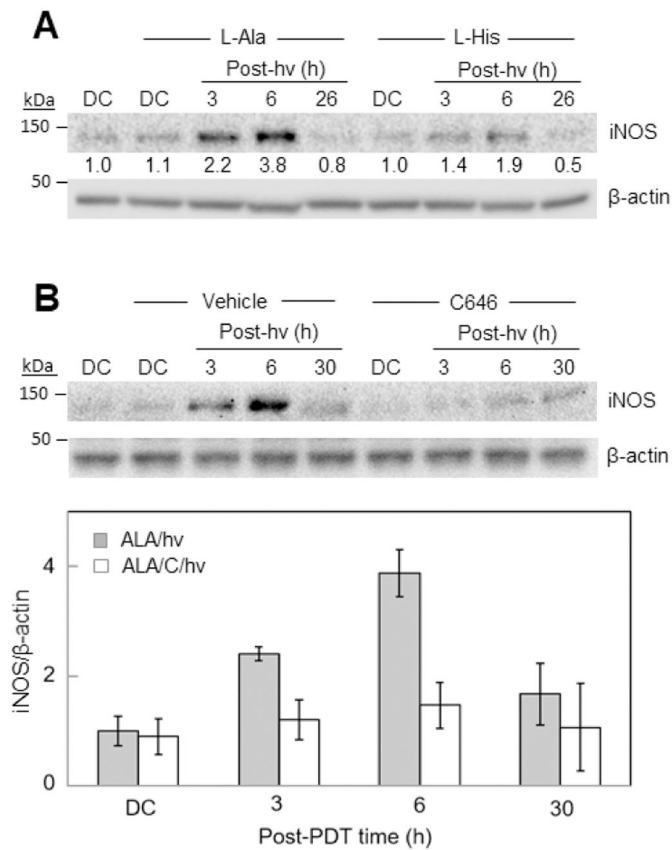 A
L-Ala L-His
Post-hv (h) Post-hv (h)
kDa DC DC 3 6 26 DC 3 6 26
150 iNOS
1.0 1.1 2.2 3.8 0.8 1.0 1.4 1.9 0.5
50 β-actin
B
Vehicle C646
Post-hv (h) Post-hv (h)
kDa DC DC 3 6 30 DC 3 6 30
150 iNOS
50 β-actin
ALA/hv
ALA/C/hv
4
2
0
iNOS/β-actin
DC 3 6 30
Post-PDT time (h)